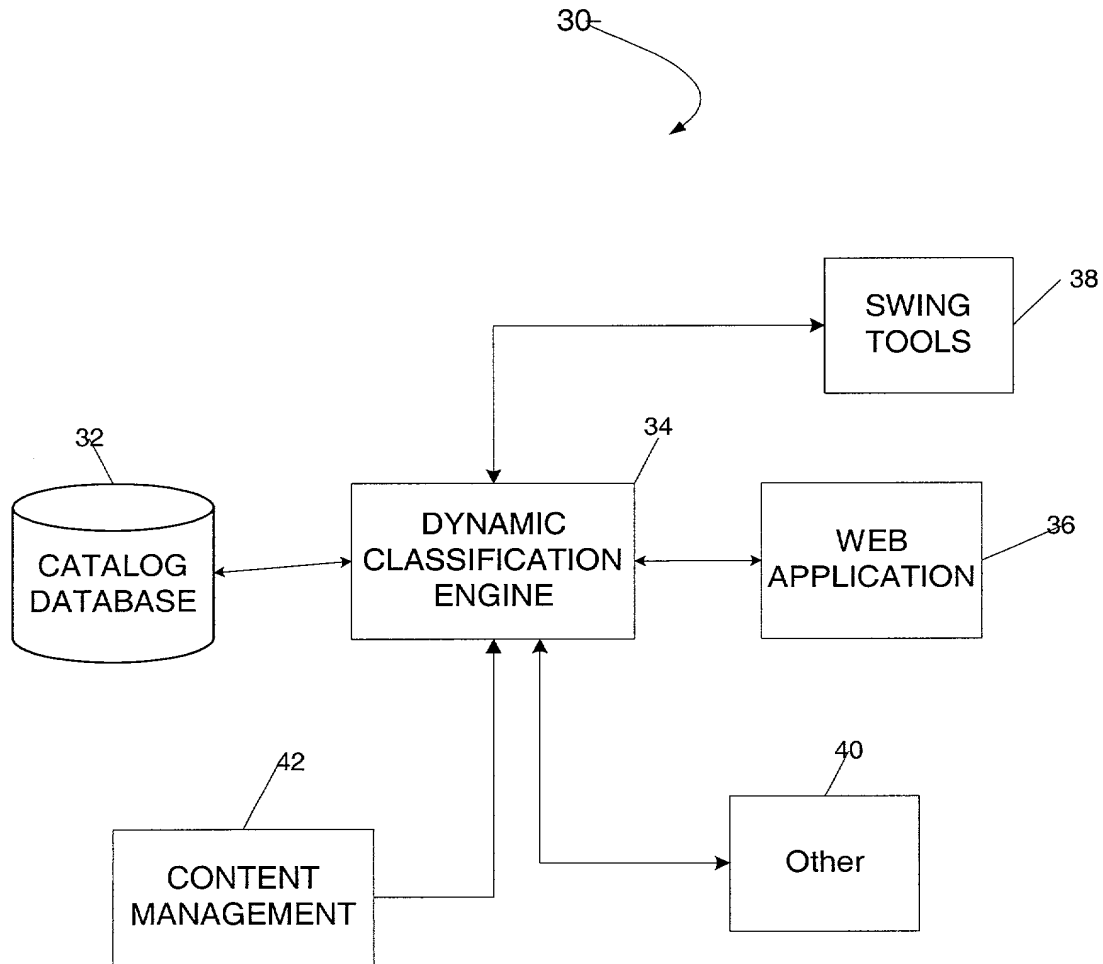 30
38
SWING
TOOLS
32
34
CATALOG
DATABASE
DYNAMIC
CLASSIFICATION
ENGINE
WEB
APPLICATION
36
42
CONTENT
MANAGEMENT
40
Other